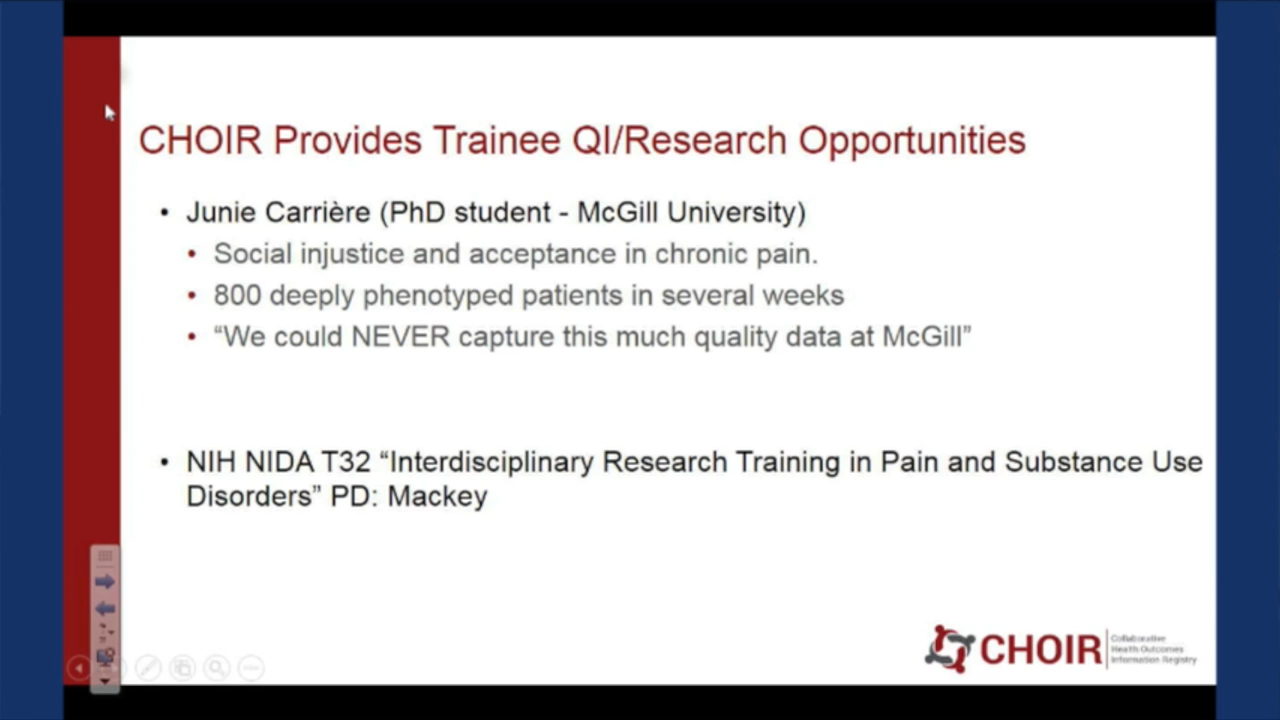 CHOIR Provides Trainee QI/Research Opportunities
• Junie Carrière (PhD student - McGill University)
• Social injustice and acceptance in chronic pain.
• 800 deeply phenotyped patients in several weeks
• “We could NEVER capture this much quality data at McGill”
• NIH NIDA T32 “Interdisciplinary Research Training in Pain and Substance Use
Disorders” PD: Mackey
CHOIR
Collaborative
Health Outcomes
Information Registry